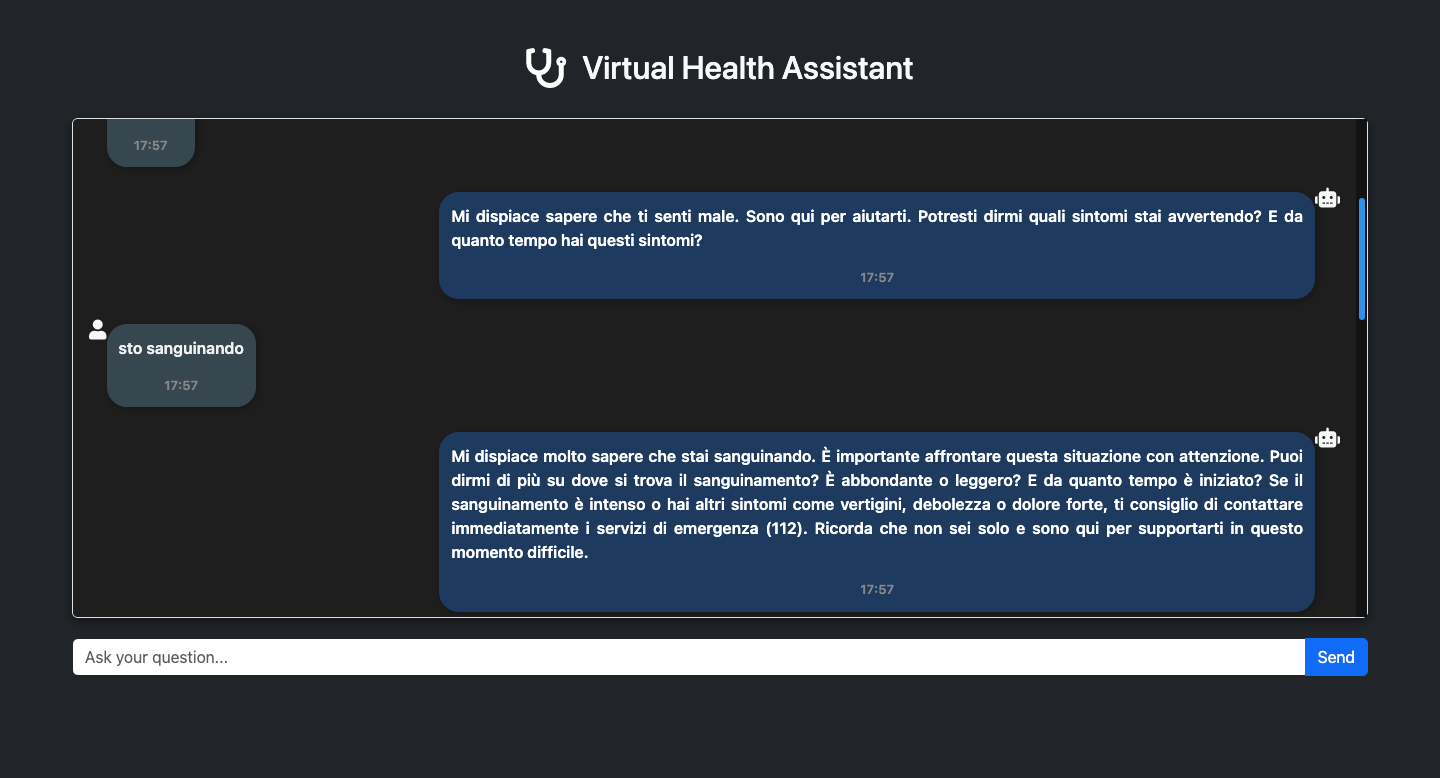 Virtual Health Assistant
17:57
Mi dispiace sapere che ti senti male. Sono qui per aiutarti. Potresti dirmi quali sintomi stai avvertendo? E da
quanto tempo hai questi sintomi?
17:57
sto sanguinando
17:57
Mi dispiace molto sapere che stai sanguinando. È importante affrontare questa situazione con attenzione. Puoi
dirmi di più su dove si trova il sanguinamento? È abbondante o leggero? E da quanto tempo è iniziato? Se il
sanguinamento è intenso o hai altri sintomi come vertigini, debolezza o dolore forte, ti consiglio di contattare
immediatamente i servizi di emergenza (112). Ricorda che non sei solo e sono qui per supportarti in questo
momento difficile.
17:57
Ask your question...
Send